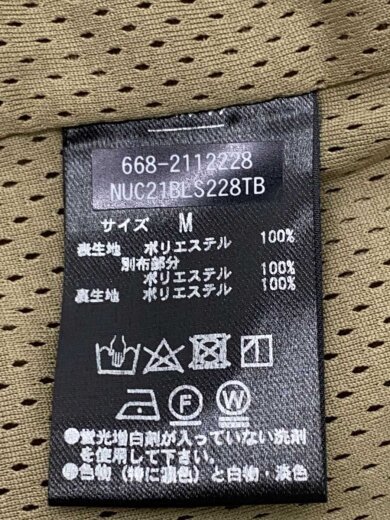 668-2112228
NUC21BLS228TB
サイズ M
表生地 ポリエステル 100%
別布部分
ポリエステル 100%
裏生地 ポリエステル 100%
F W
●蛍光増白剤が入っていない洗剤
を使用して下さい。
●色物（特に濃色）と白物・淡色